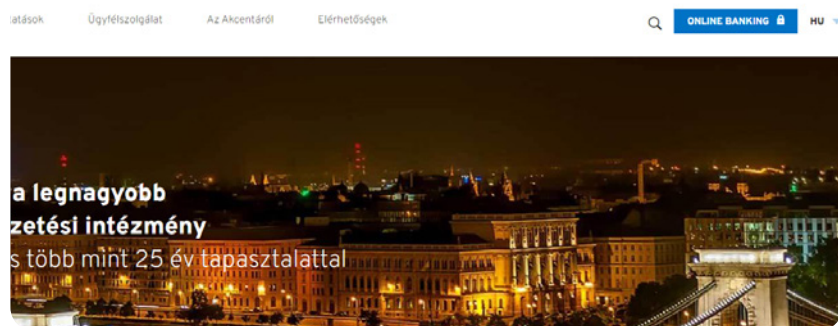 atások Ügyfélszolgálat Az Akcentáról Elérhetőségek ONLINE BANKING HU
a legnagyobb
zetési intézmény
s több mint 25 év tapasztalattal